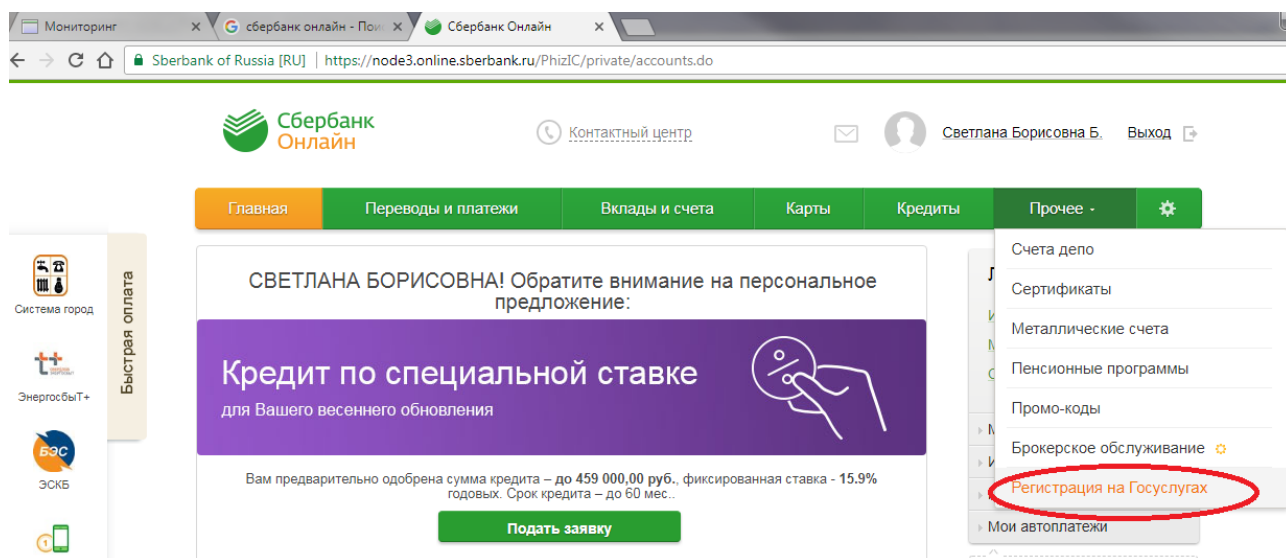 Мониторинг
сбербанк онлайн - Пои
Сбербанк Онлайн
Sberbank of Russia [RU] | https://node3.online.sberbank.ru/PhizIC/private/accounts.do
Сбербанк
Онлайн
Контактный центр
Светлана Борисовна Б.
Выход
Главная
Переводы и платежи
Вклады и счета
Карты
Кредиты
Прочее
Счета депо
Сертификаты
Металлические счета
Пенсионные программы
Промо-коды
Брокерское обслуживание
Регистрация на Госуслугах
Мои автоплатежи
Система город
ЭнергосбыТ+
БЭС
ЭСКБ
1
Быстрая оплата
СВЕТЛАНА БОРИСОВНА! Обратите внимание на персональное
предложение:
Кредит по специальной ставке
для Вашего весеннего обновления
Вам предварительно одобрена сумма кредита – до 459 000,00 руб., фиксированная ставка - 15.9%
годовых. Срок кредита – до 60 мес..
Подать заявку